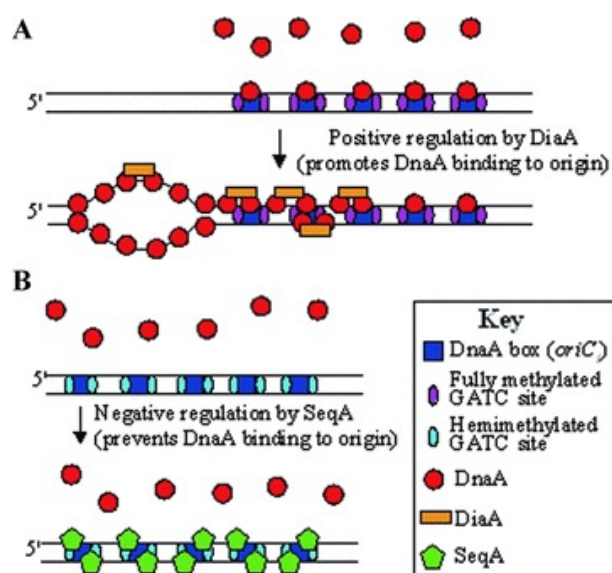 A
5'
Positive regulation by DiaA
(promotes DnaA binding to origin)
5'
B
5'
Negative regulation by SeqA
(prevents DnaA binding to origin)
5'
Key
DnaA box (oriC)
Fully methylated
GATC site
Hemimethylated
GATC site
DnaA
DiaA
SeqA